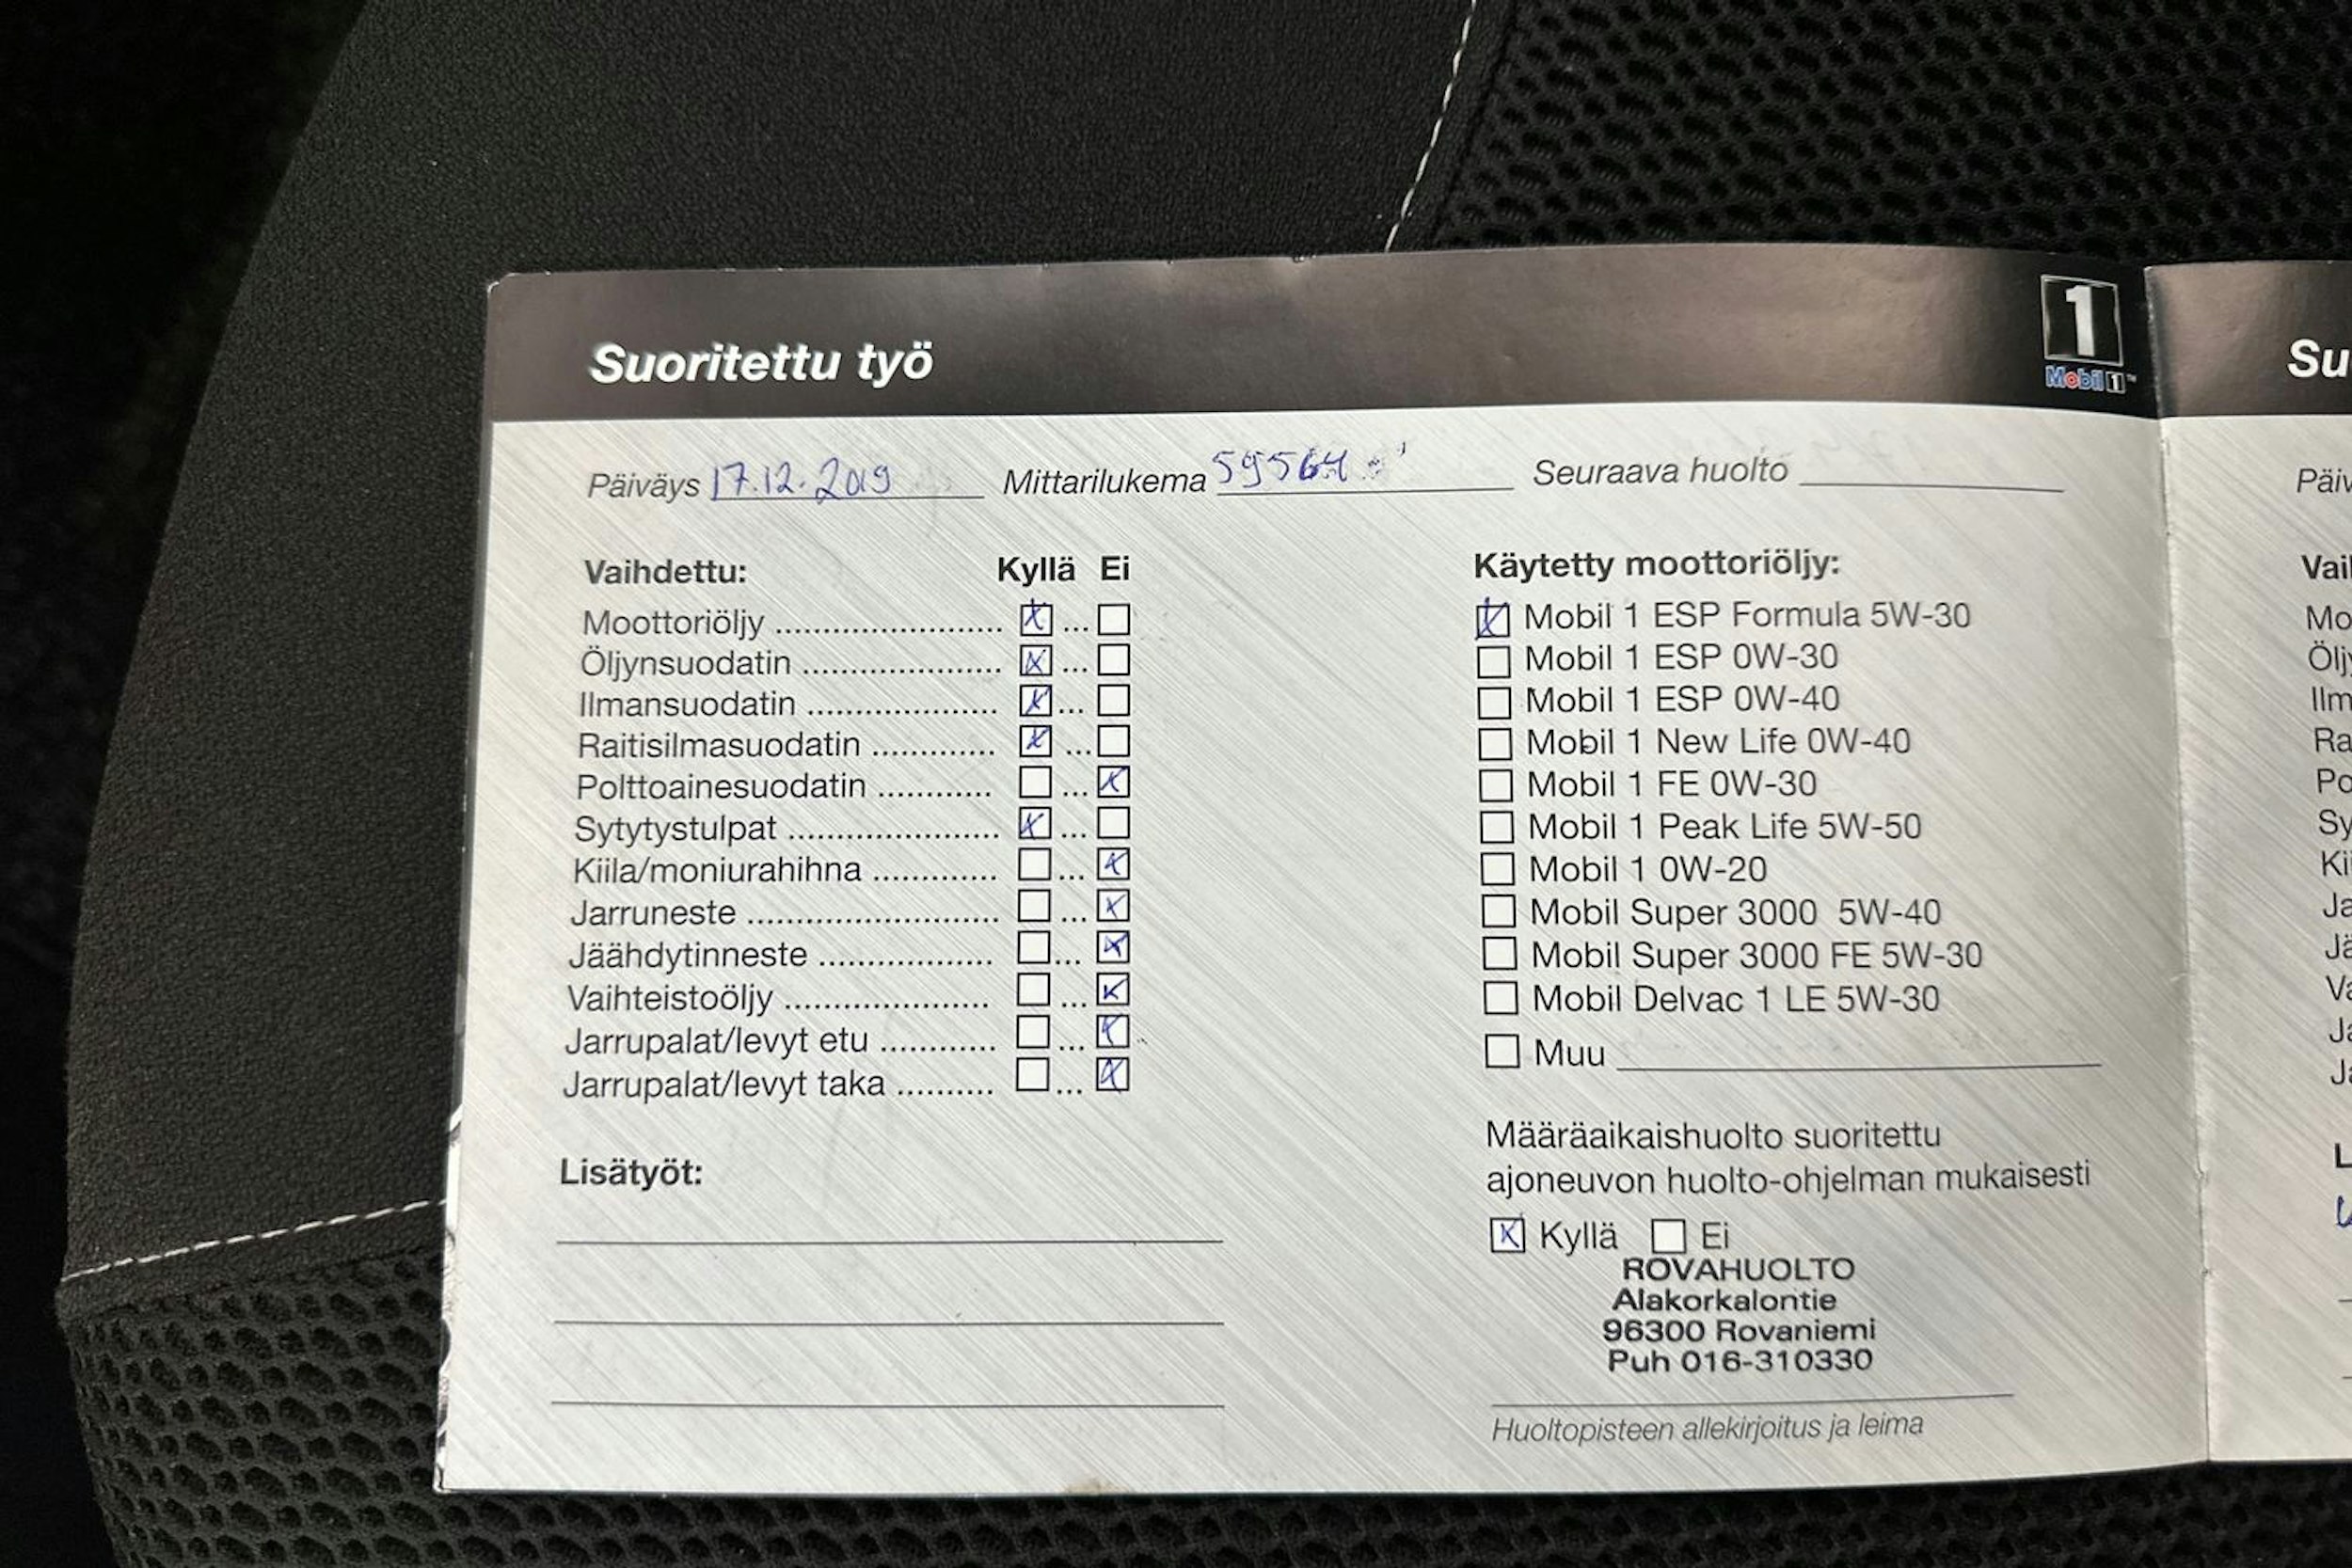 Suoritettu työ
1
Mobil 1
Su
Päiväys 17.12.2019 Mittarilukema 59564 Seuraava huolto
Vaihdettu: Kyllä Ei
Moottoriöljy
Öljynsuodatin
Ilmansuodatin
Raitisilmasuodatin
Polttoainesuodatin
Sytytystulpat
Kiila/moniurahihna
Jarruneste
Jäähdytinneste
Vaihteistoöljy
Jarrupalat/levyt etu
Jarrupalat/levyt taka
Lisätyöt:
Käytetty moottoriöljy:
Mobil 1 ESP Formula 5W-30
Mobil 1 ESP 0W-30
Mobil 1 ESP 0W-40
Mobil 1 New Life 0W-40
Mobil 1 FE 0W-30
Mobil 1 Peak Life 5W-50
Mobil 1 0W-20
Mobil Super 3000 5W-40
Mobil Super 3000 FE 5W-30
Mobil Delvac 1 LE 5W-30
Muu
Määräaikaishuolto suoritettu
ajoneuvon huolto-ohjelman mukaisesti
Kyllä Ei
ROVAHUOLTO
Alakorkalontie
96300 Rovaniemi
Puh 016-310330
Huoltopisteen allekirjoitus ja leima